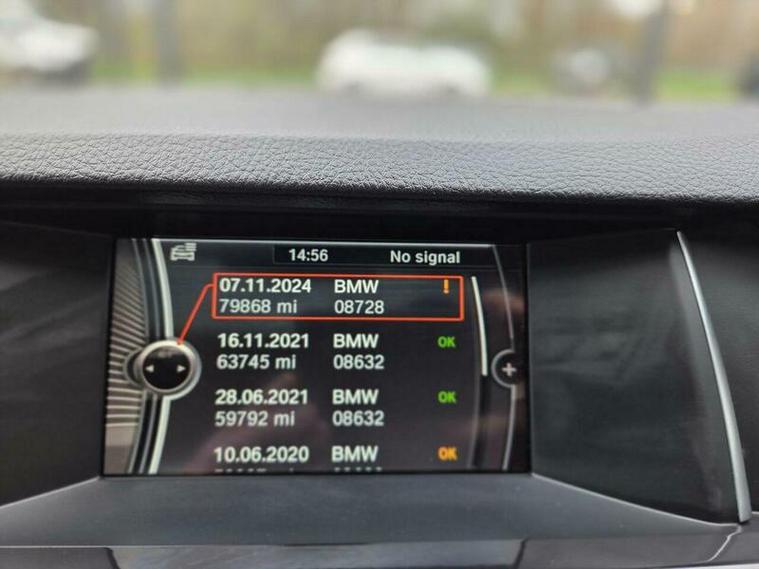 14:56 No signal
07.11.2024 BMW !
79868 mi 08728
16.11.2021 BMW OK
63745 mi 08632
28.06.2021 BMW OK
59792 mi 08632
10.06.2020 BMW OK